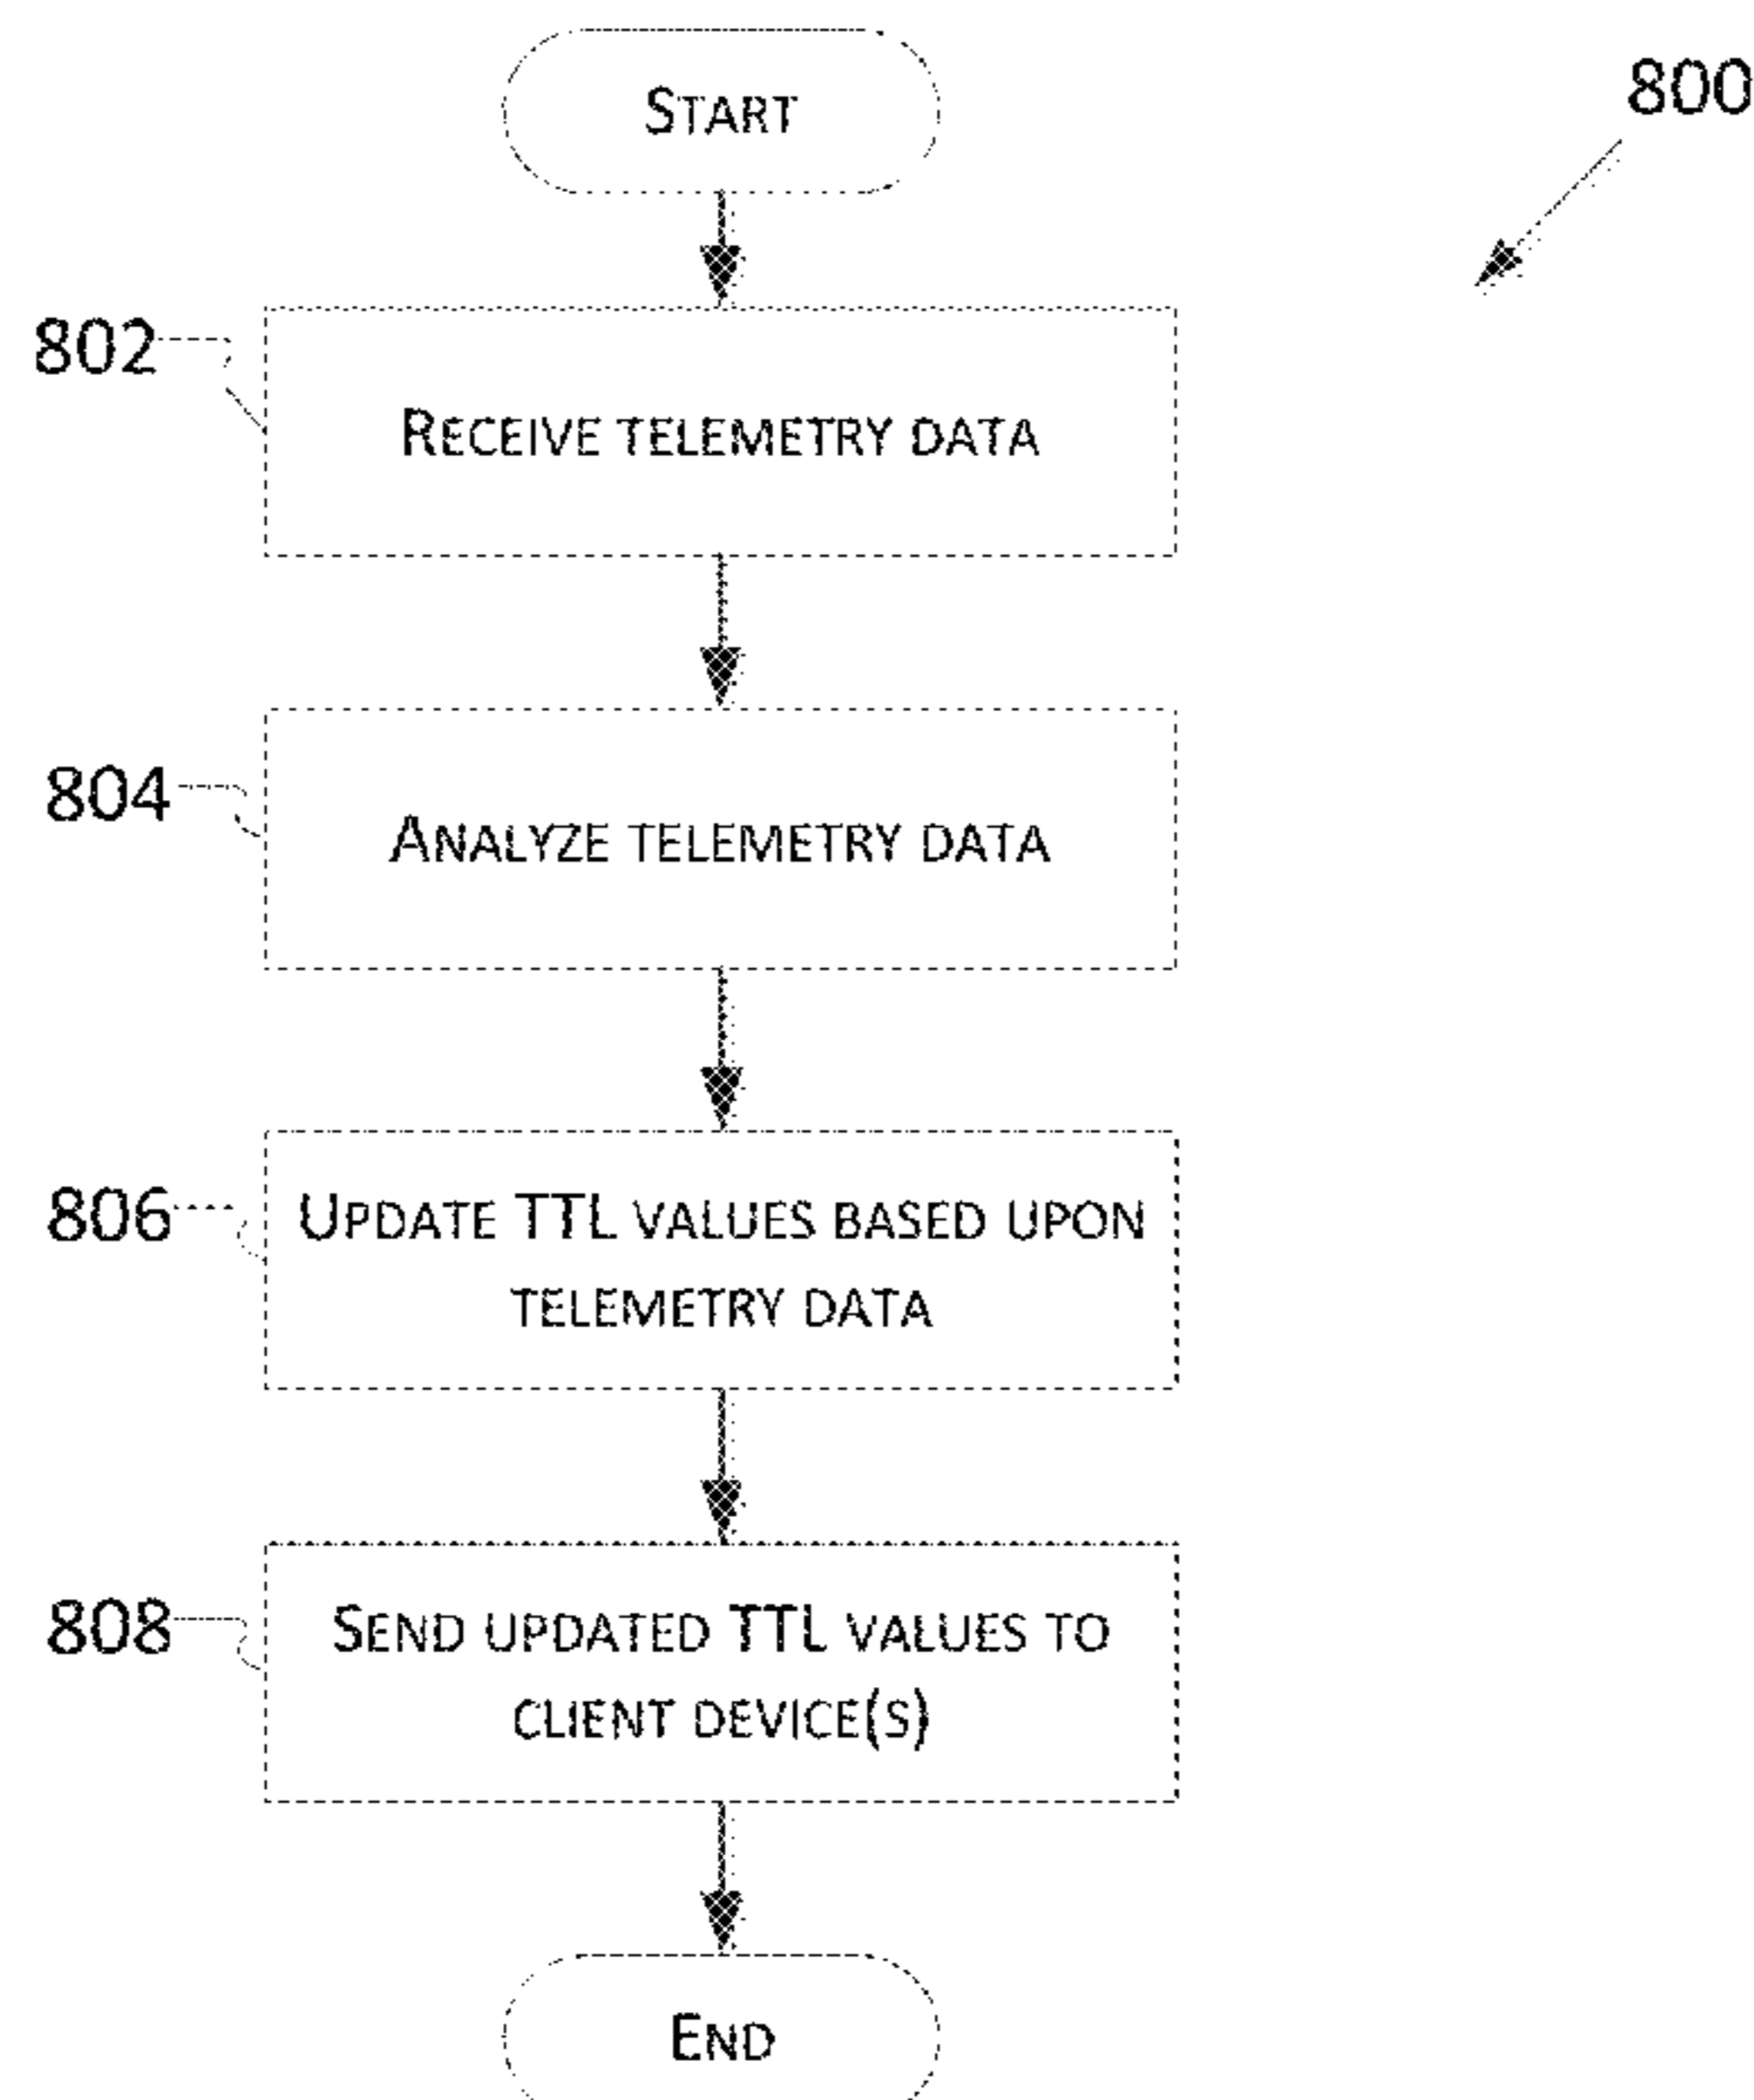 START
800
802
RECEIVE TELEMETRY DATA
804
ANALYZE TELEMETRY DATA
806
UPDATE TTL VALUES BASED UPON
TELEMETRY DATA
808
SEND UPDATED TTL VALUES TO
CLIENT DEVICE(S)
END